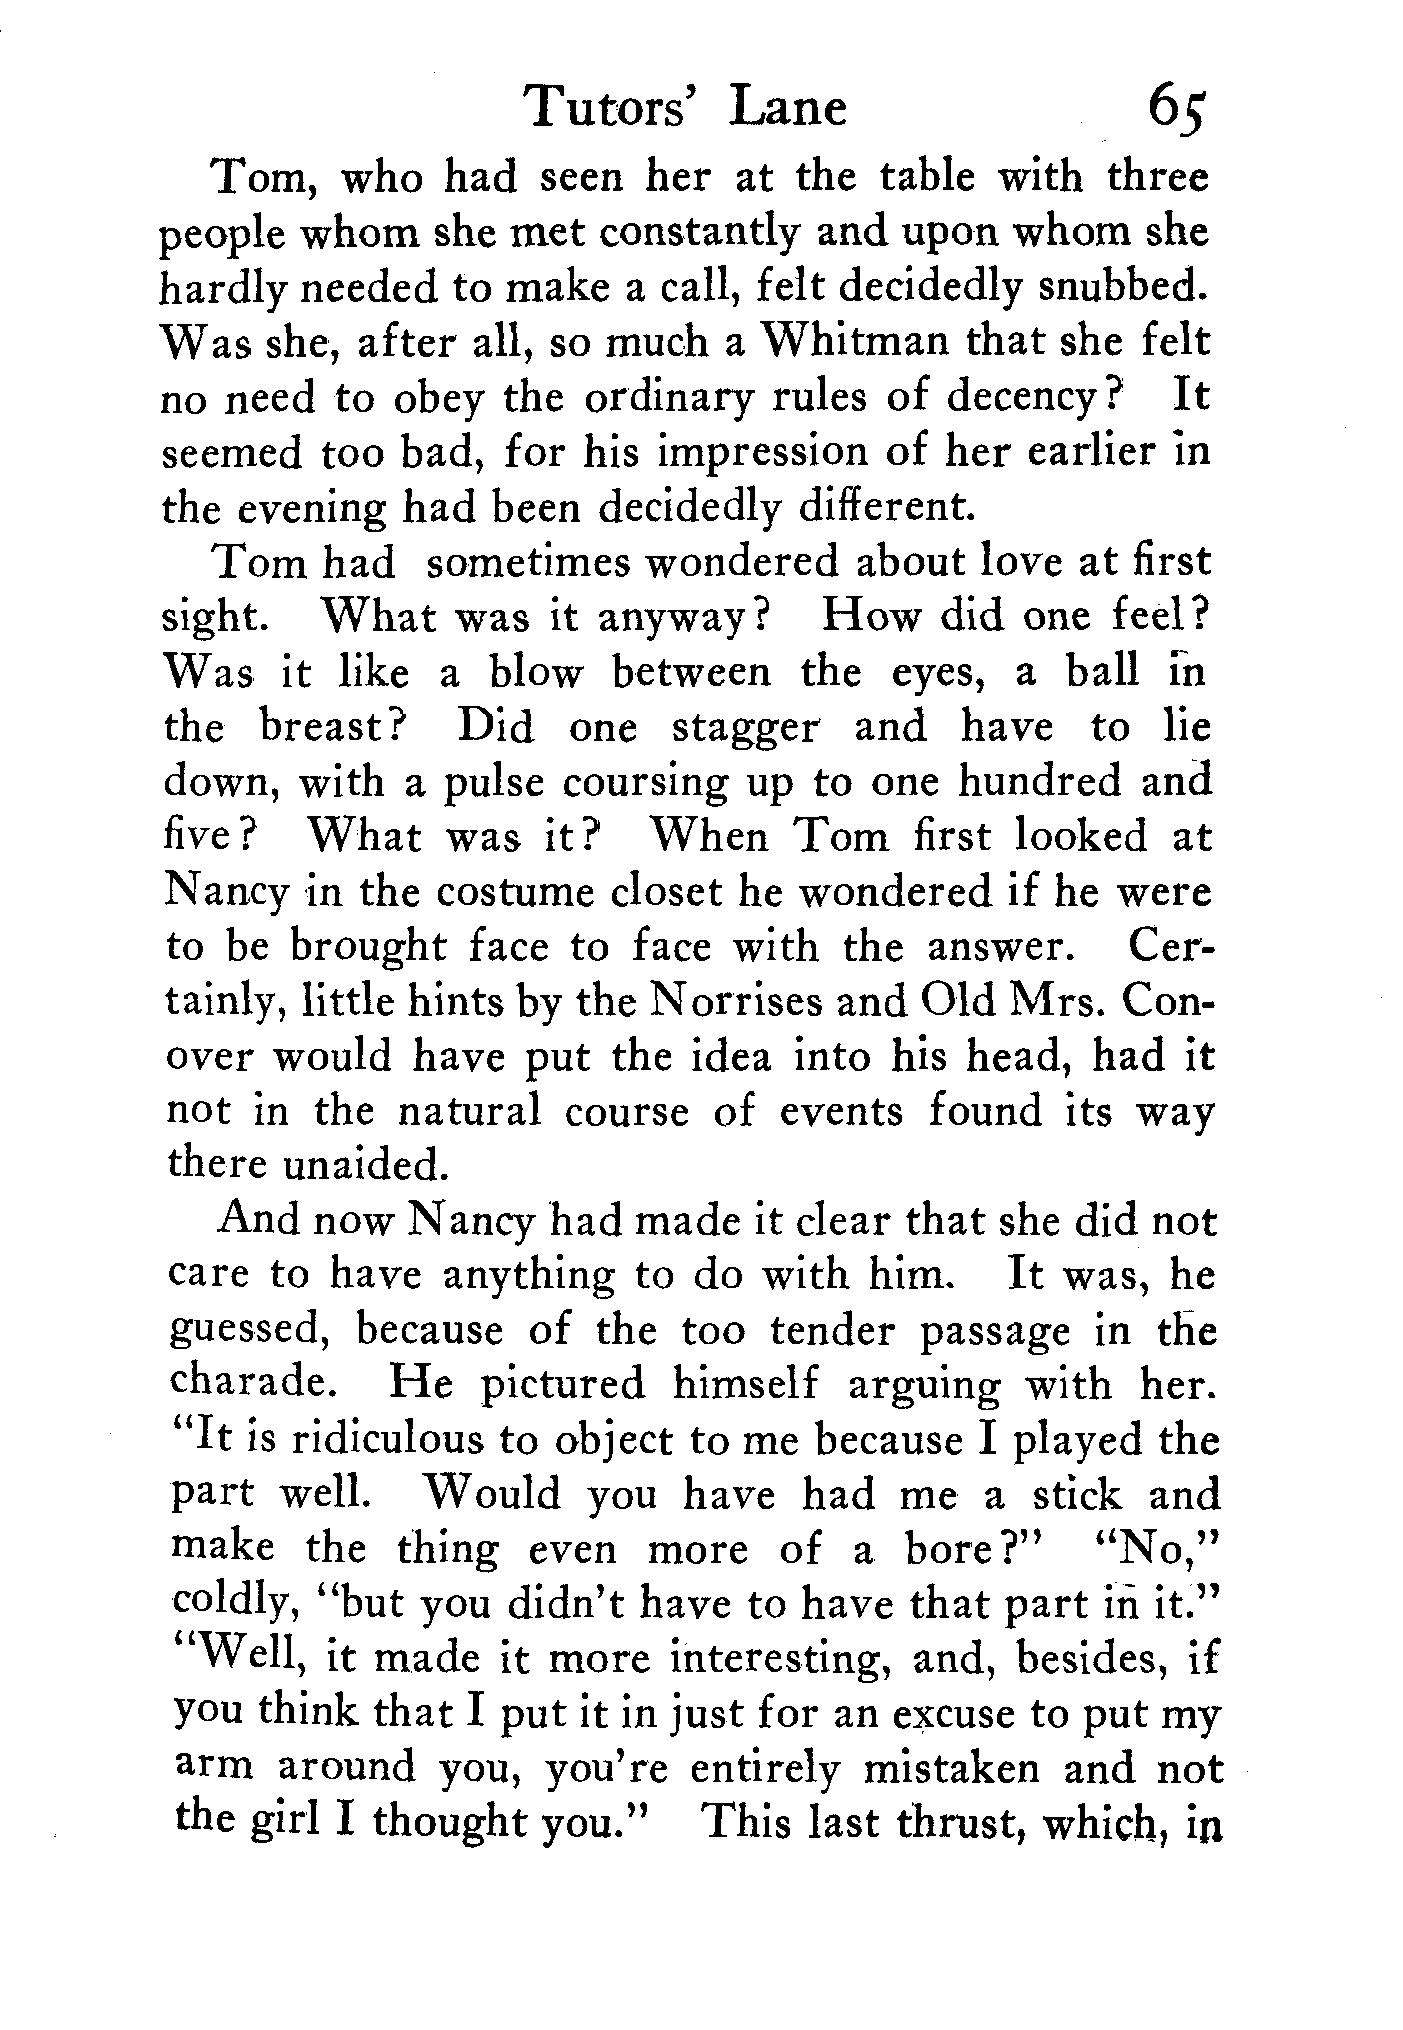 Tutors' Lane 65
Tom, who had seen her at the table with three
people whom she met constantly and upon whom she
hardly needed to make a call, felt decidedly snubbed.
Was she, after all, so much a Whitman that she felt
no need to obey the ordinary rules of decency? It
seemed too bad, for his impression of her earlier in
the evening had been decidedly different.
Tom had sometimes wondered about love at first
sight. What was it anyway? How did one feel?
Was it like a blow between the eyes, a ball in
the breast? Did one stagger and have to lie
down, with a pulse coursing up to one hundred and
five? What was it? When Tom first looked at
Nancy in the costume closet he wondered if he were
to be brought face to face with the answer. Cer-
tainly, little hints by the Norrises and Old Mrs. Con-
over would have put the idea into his head, had it
not in the natural course of events found its way
there unaided.
And now Nancy had made it clear that she did not
care to have anything to do with him. It was, he
guessed, because of the too tender passage in the
charade. He pictured himself arguing with her.
"It is ridiculous to object to me because I played the
part well. Would you have had me a stick and
make the thing even more of a bore?" "No,"
coldly, "but you didn't have to have that part in it."
"Well, it made it more interesting, and, besides, if
you think that I put it in just for an excuse to put my
arm around you, you're entirely mistaken and not
the girl I thought you." This last thrust, which, in